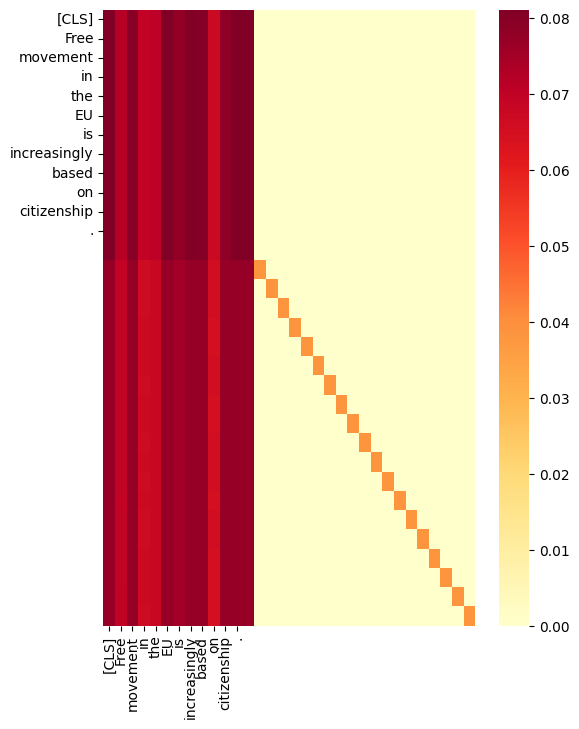 [CLS]
Free
movement
in
the
EU
is
increasingly
based
on
citizenship
.
0.08
0.07
0.06
0.05
0.04
0.03
0.02
0.01
0.00
[CLS]
Free
movement
in
the
EU
is
increasingly
based
on
citizenship
.